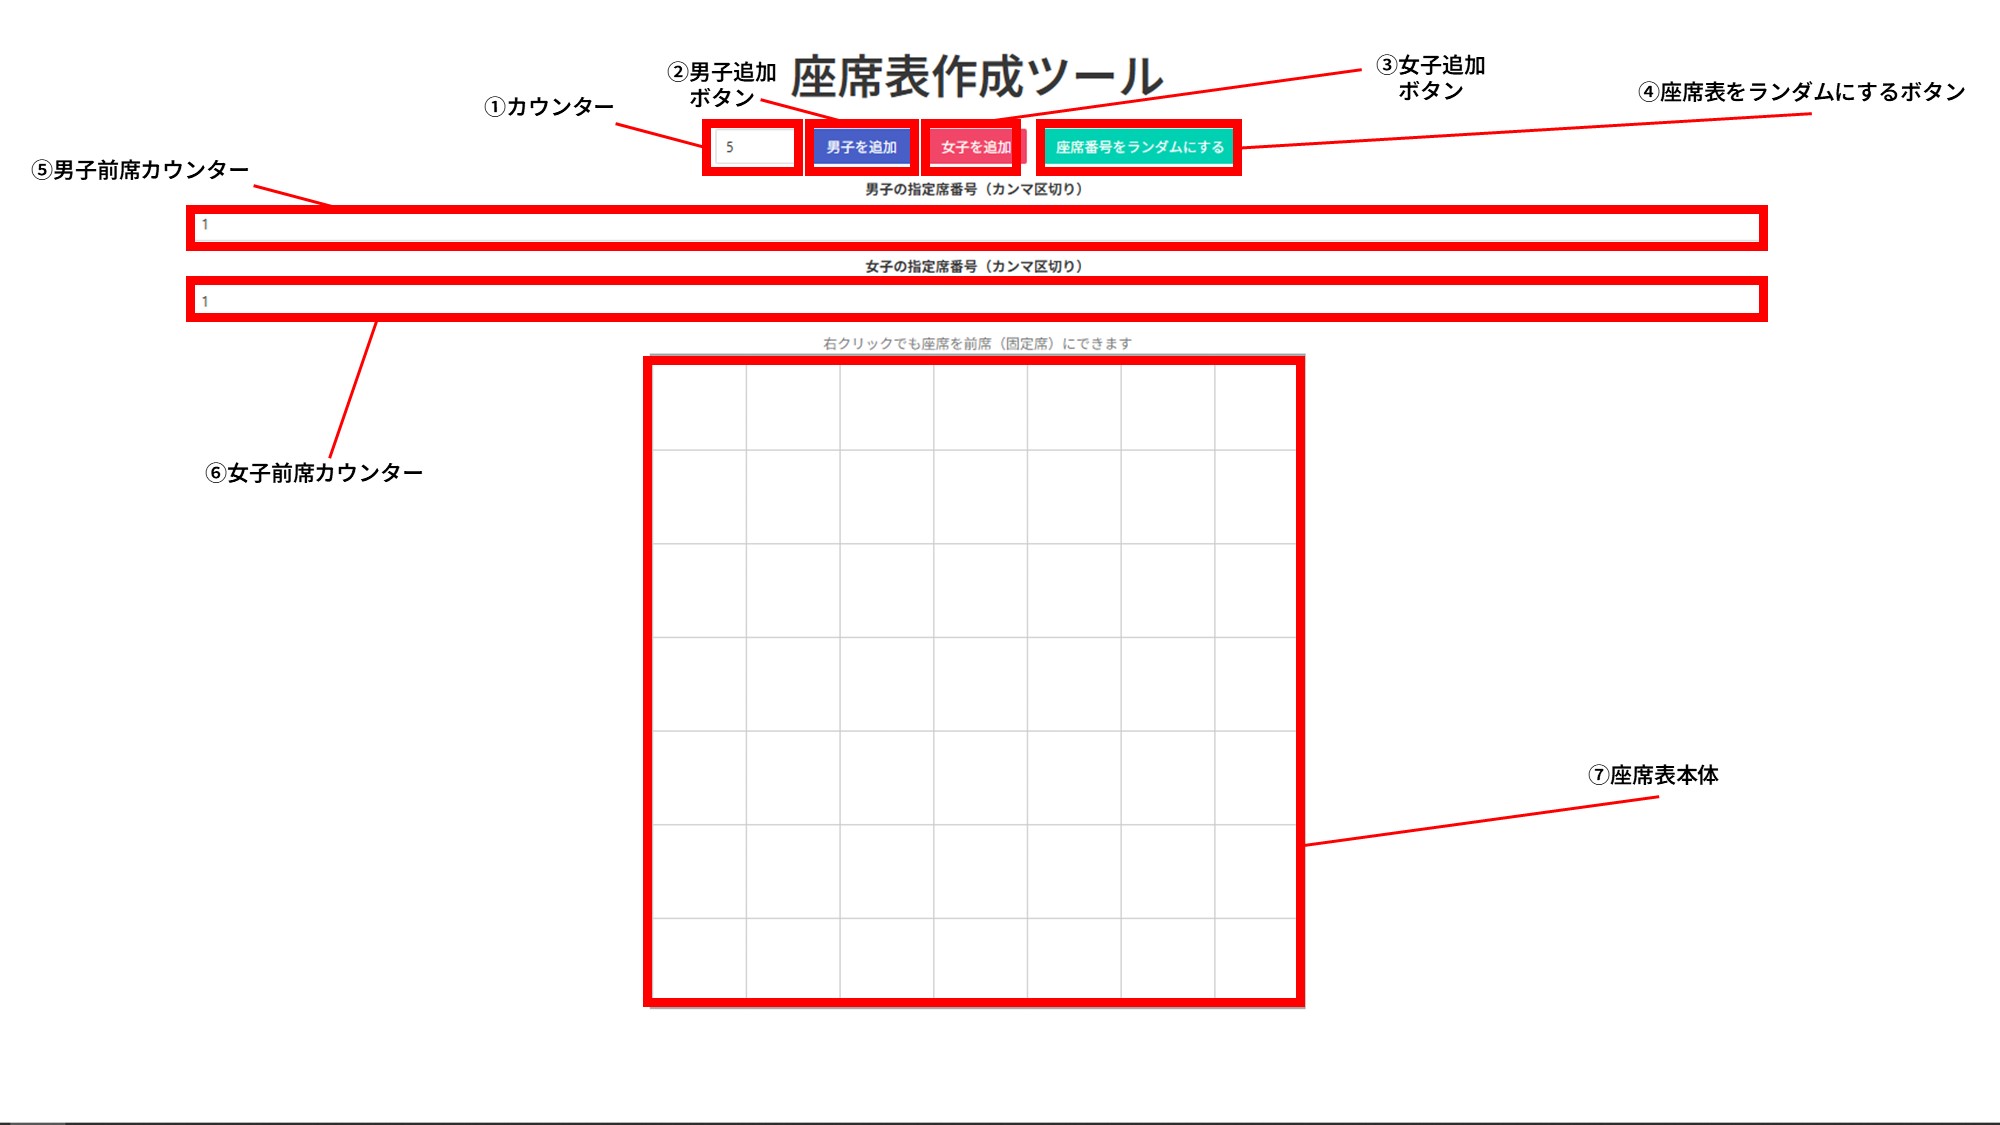 座席表作成ツール
②男子追加
ボタン
③女子追加
ボタン
①カウンター
④座席表をランダムにするボタン
5
男子を追加
女子を追加
座席番号をランダムにする
⑤男子前席カウンター
男子の指定席番号（カンマ区切り）
1
女子の指定席番号（カンマ区切り）
1
右クリックでも座席を前席（固定席）にできます
⑥女子前席カウンター
⑦座席表本体